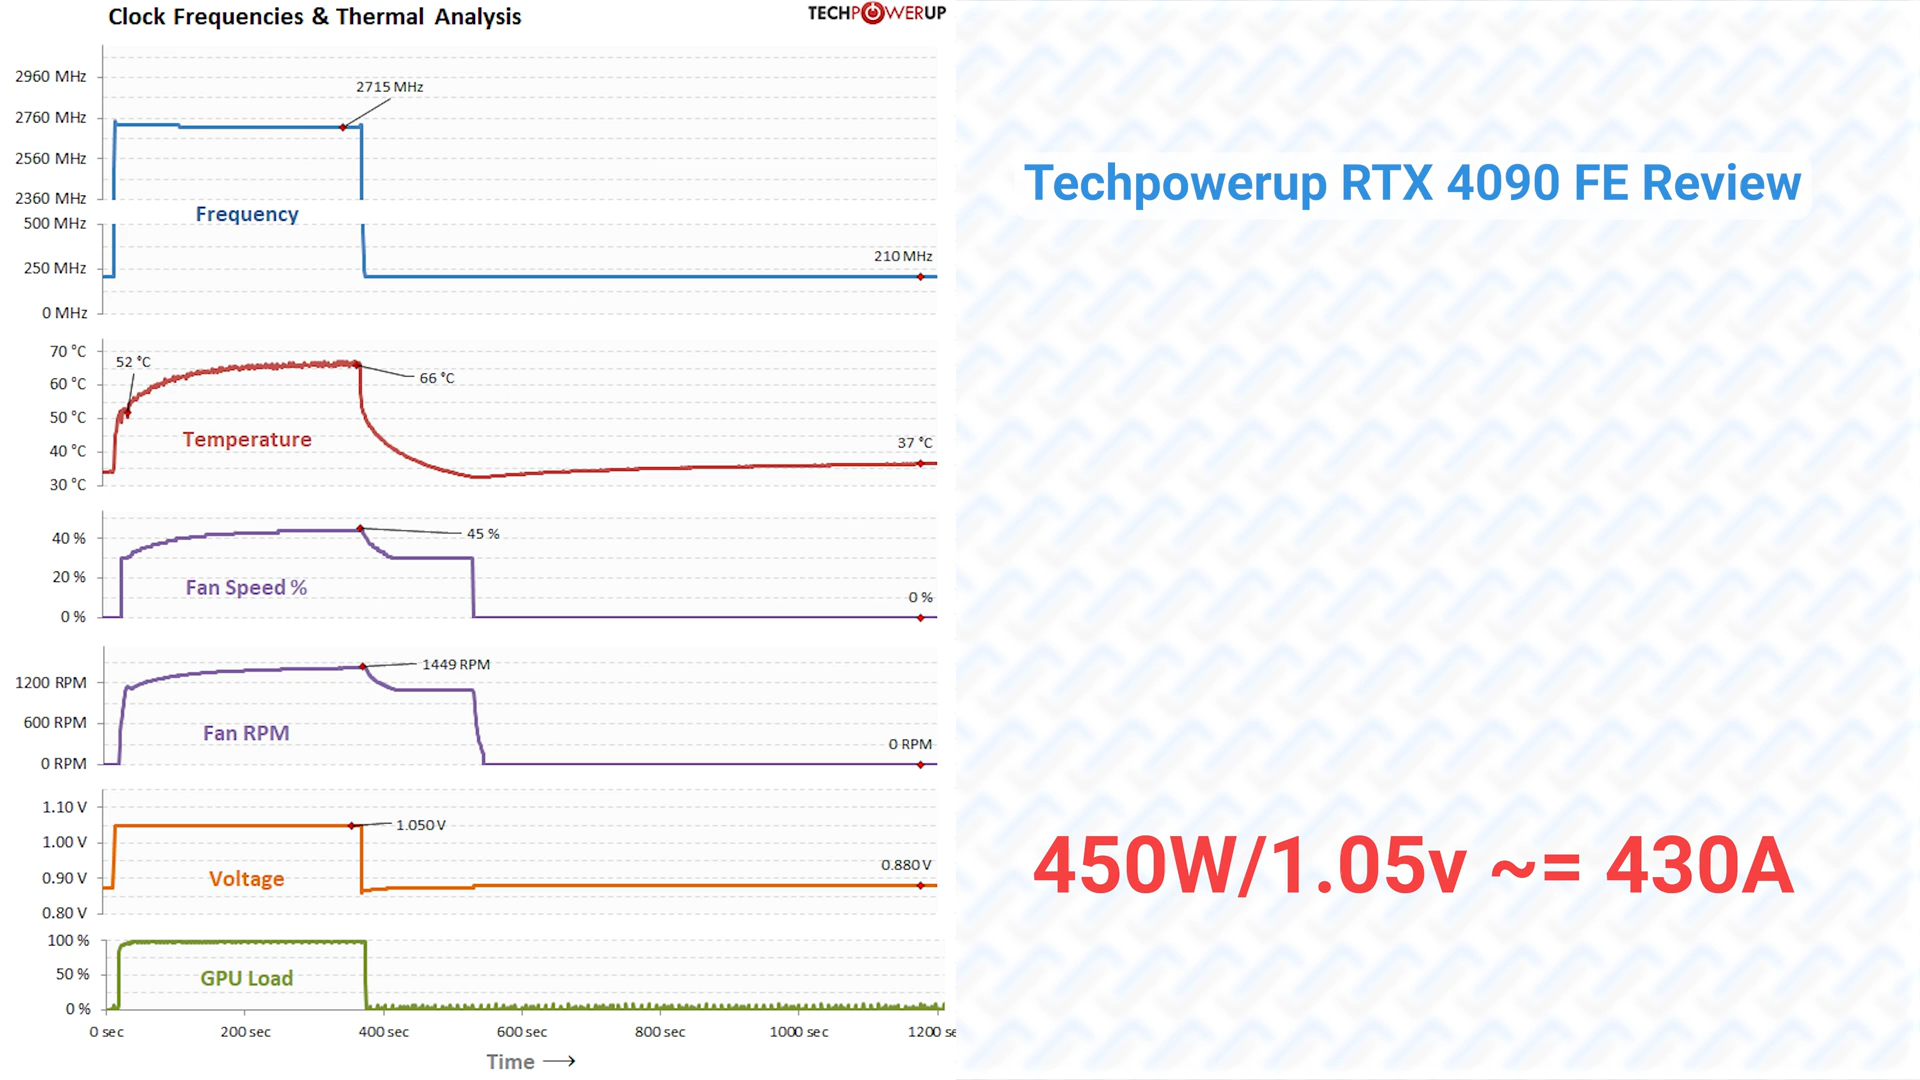 Clock Frequencies & Thermal Analysis
TECHPOWERUP
2960 MHz
2760 MHz
2560 MHz
2360 MHz
500 MHz
250 MHz
0 MHz
2715 MHz
Frequency
210 MHz
70 °C
60 °C
50 °C
40 °C
30 °C
52 °C
66 °C
Temperature
37 °C
40 %
20 %
0 %
45 %
Fan Speed %
0 %
1200 RPM
600 RPM
0 RPM
1449 RPM
Fan RPM
0 RPM
1.10 V
1.00 V
0.90 V
0.80 V
1.050 V
Voltage
0.880 V
100 %
50 %
0 %
GPU Load
0 sec 200 sec 400 sec 600 sec 800 sec 1000 sec 1200 se
Time →
Techpowerup RTX 4090 FE Review
450W/1.05v ~= 430A